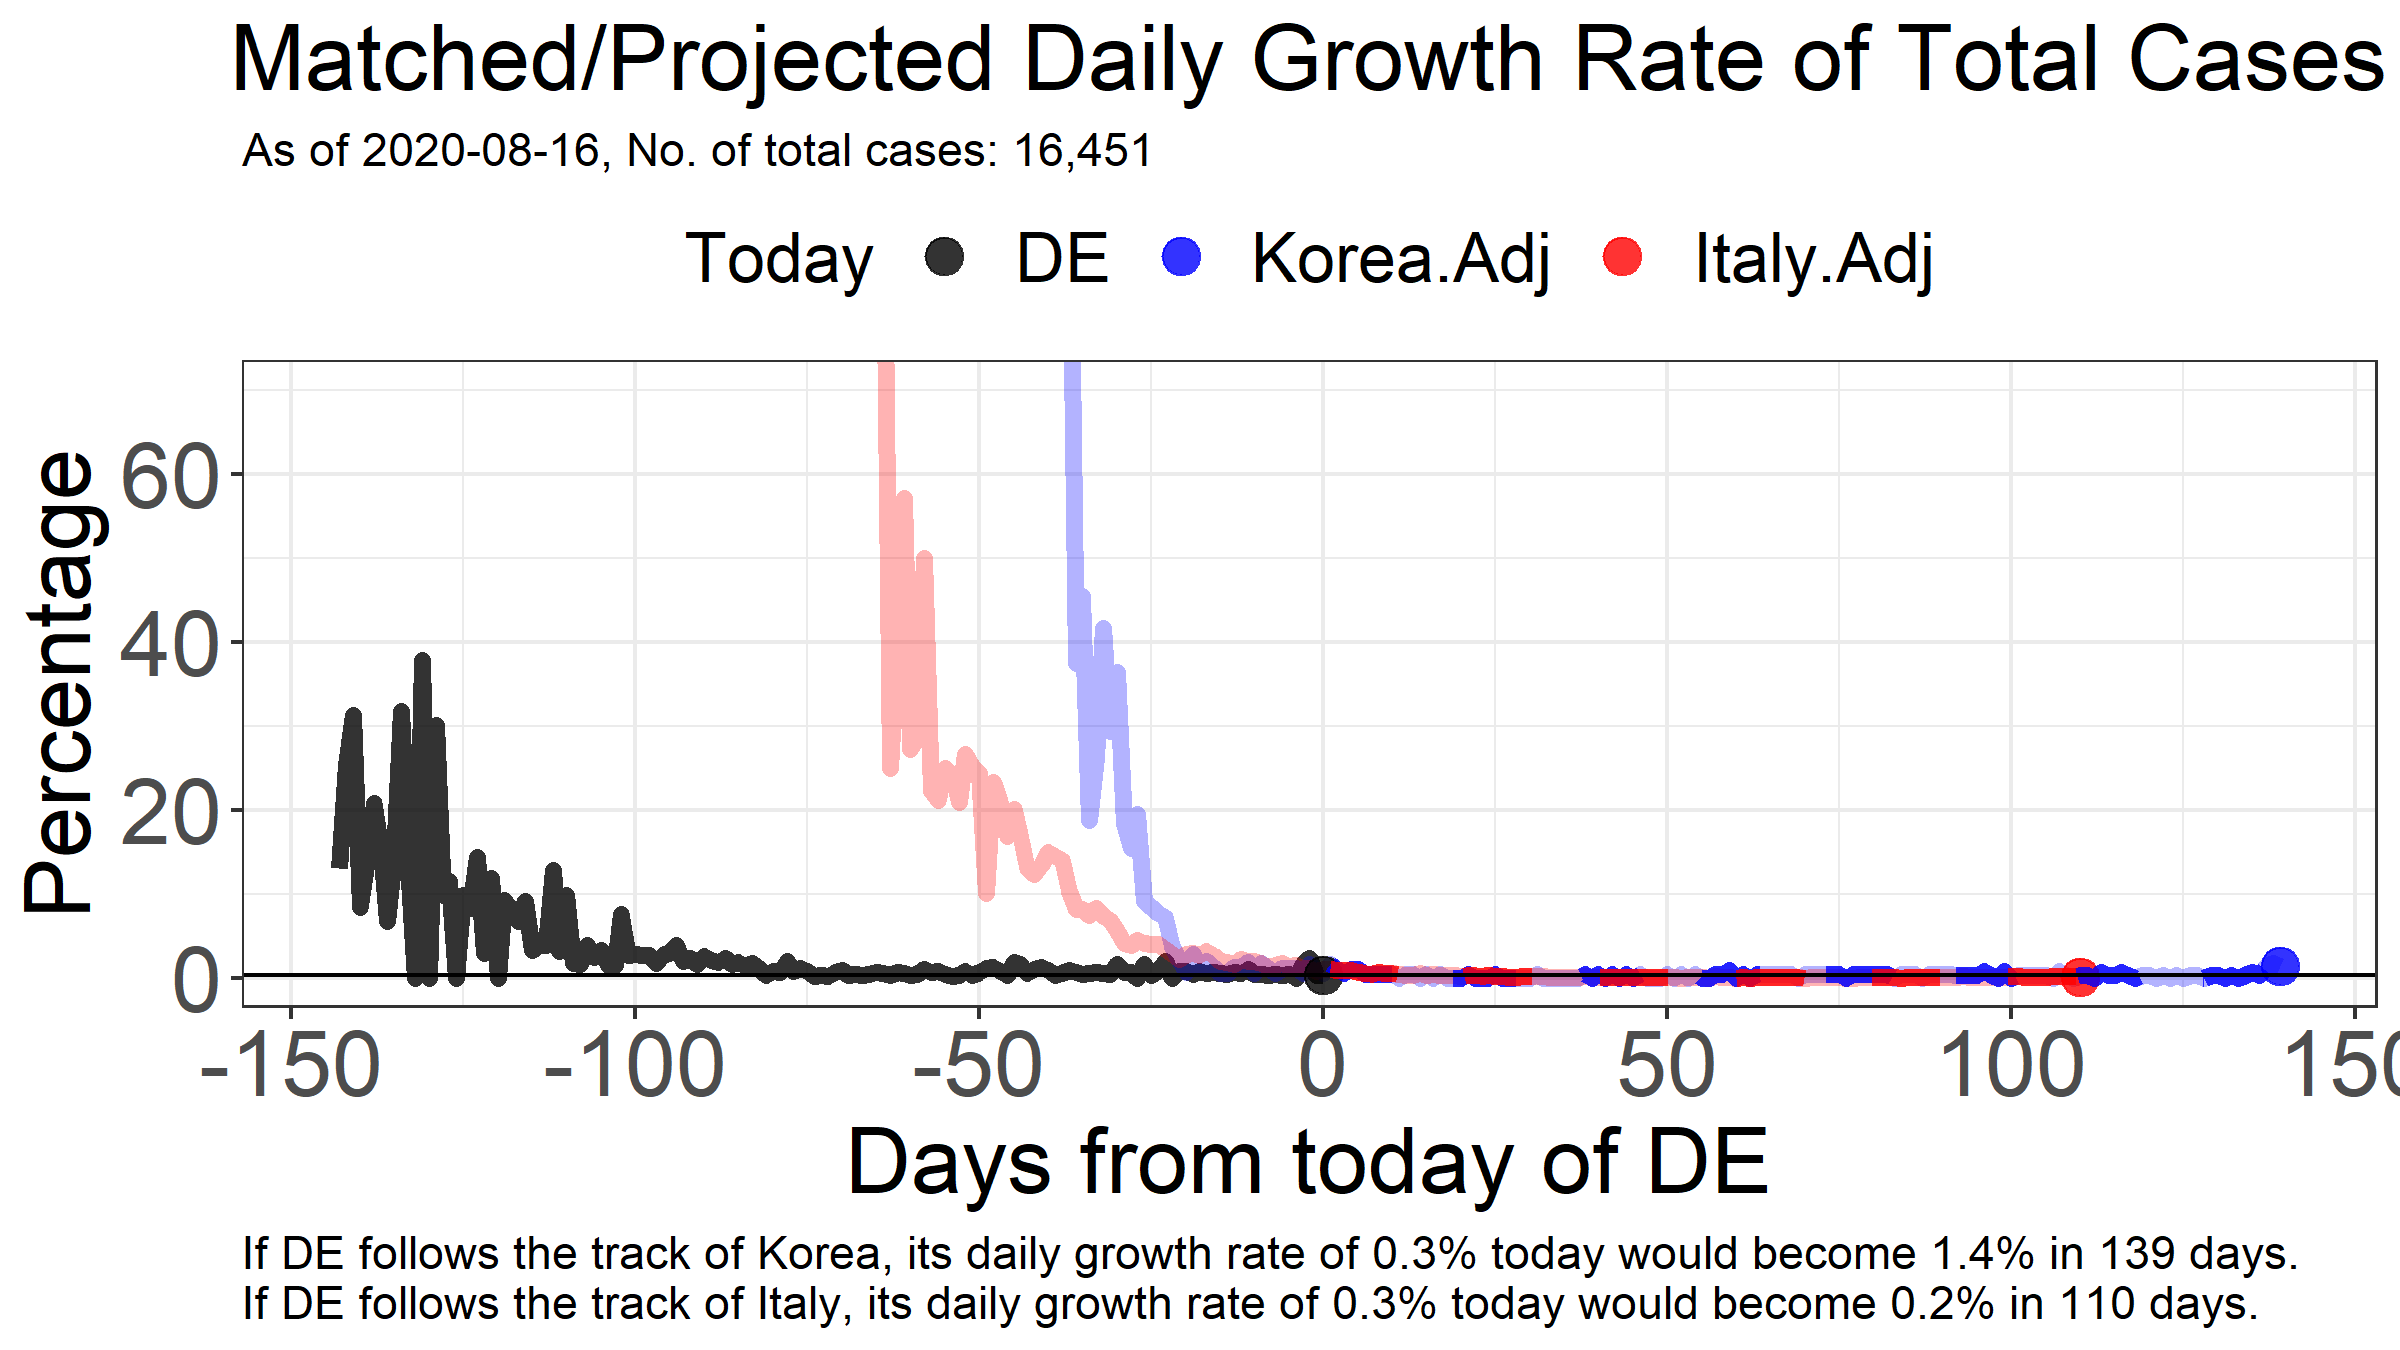 Matched/Projected Daily Growth Rate of Total Cases
As of 2020-08-16, No. of total cases: 16,451
Today DE Korea.Adj Italy.Adj
Percentage
60
40
20
0
-150 -100 -50 0 50 100 150
Days from today of DE
If DE follows the track of Korea, its daily growth rate of 0.3% today would become 1.4% in 139 days.
If DE follows the track of Italy, its daily growth rate of 0.3% today would become 0.2% in 110 days.